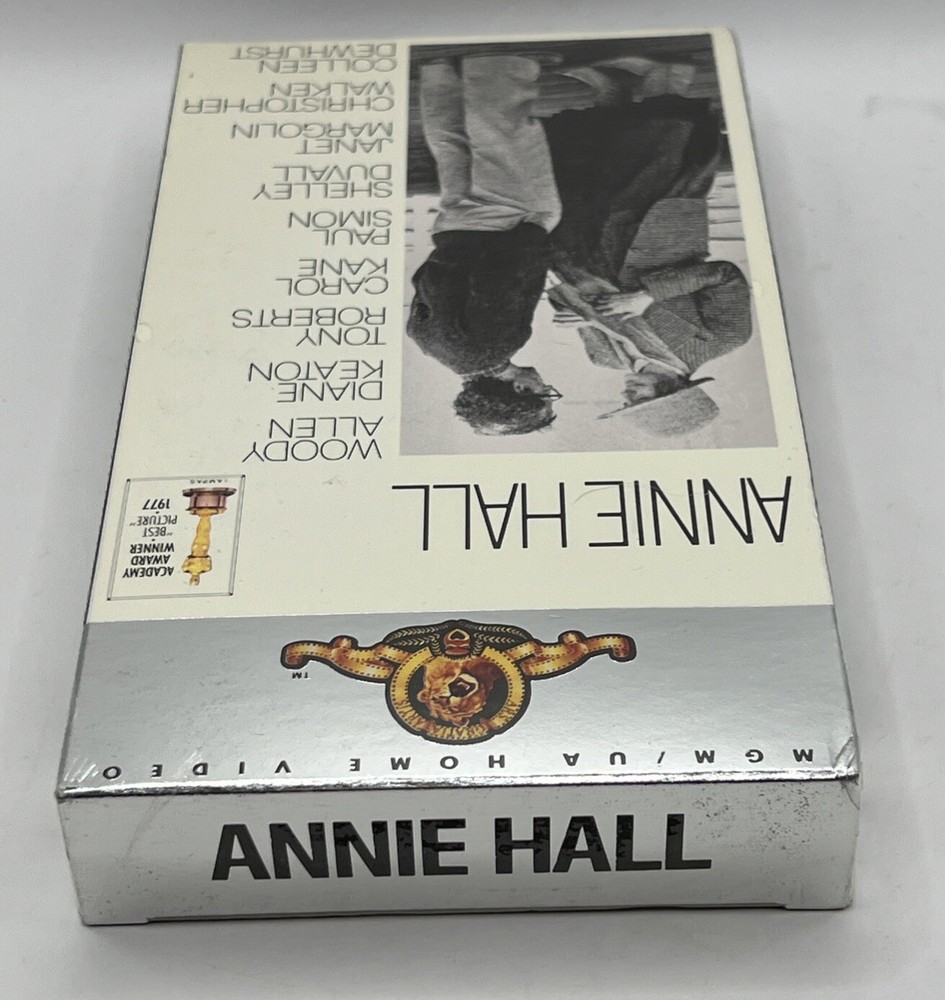 MGM/UA HOME VIDEO
TM
ANNIE HALL
ACADEMY
AWARD
WINNER
"BEST
PICTURE"
1977
©A.M.P.A.S.
WOODY
ALLEN
DIANE
KEATON
TONY
ROBERTS
CAROL
KANE
PAUL
SIMON
SHELLEY
DUVALL
JANET
MARGOLIN
CHRISTOPHER
WALKEN
COLLEEN
DEWHURST
ANNIE HALL